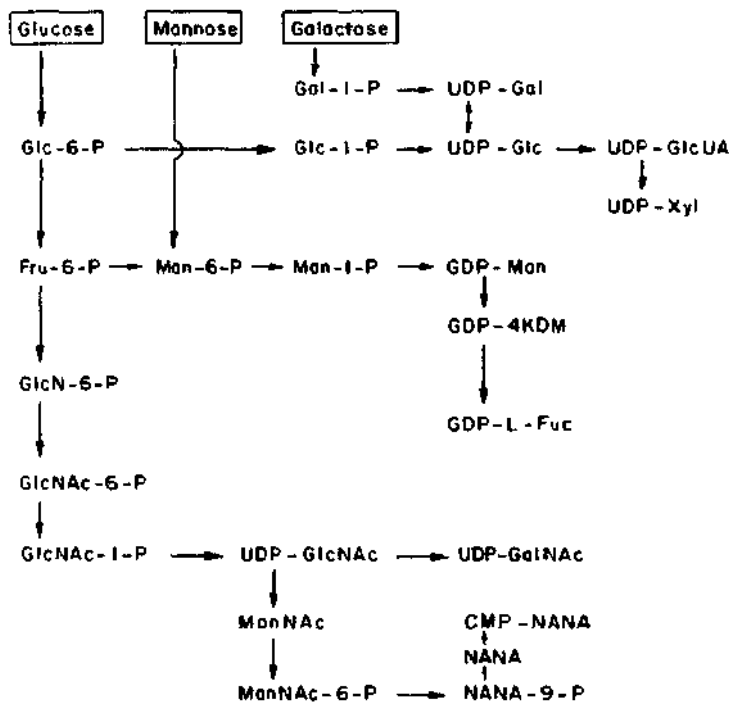 Glucose Mannose Galactose
Gal-1-P UDP-Gal
Glc-6-P Glc-1-P UDP-Glc UDP-GlcUA
UDP-Xyl
Fru-6-P Man-6-P Man-1-P GDP-Man
GDP-4KDM
GlcN-6-P
GDP-L-Fuc
GlcNAc-6-P
GlcNAc-1-P UDP-GlcNAc UDP-GalNAc
ManNAc CMP-NANA
NANA
ManNAc-6-P NANA-9-P